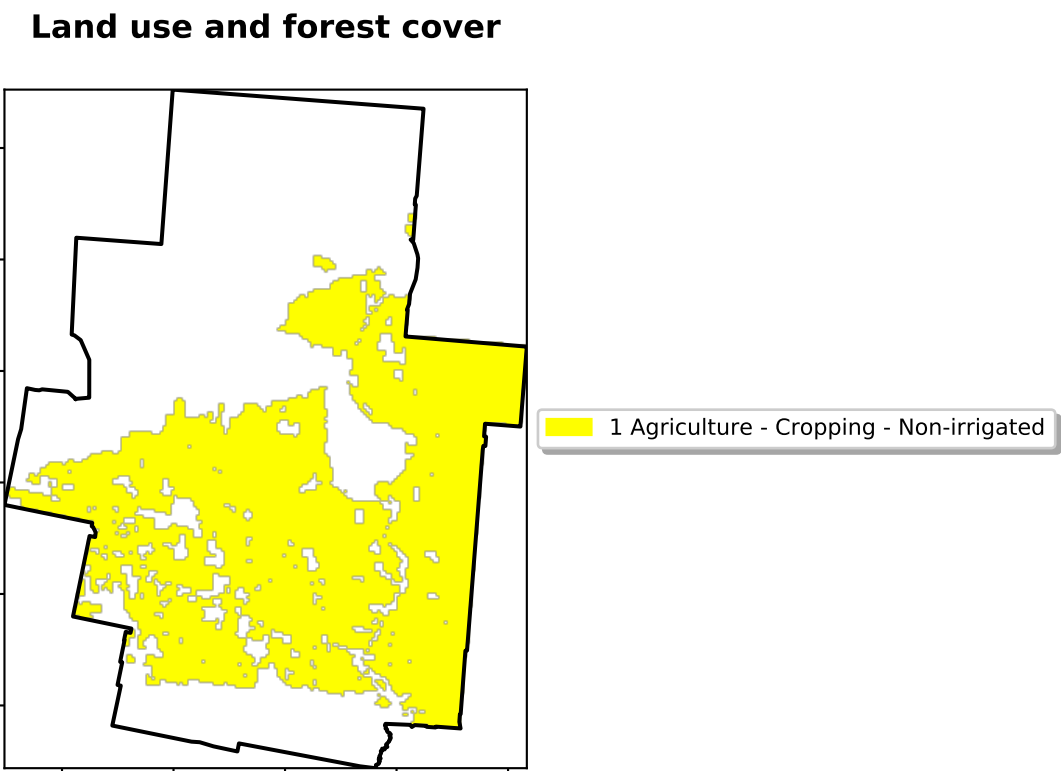 Land use and forest cover
1 Agriculture - Cropping - Non-irrigated